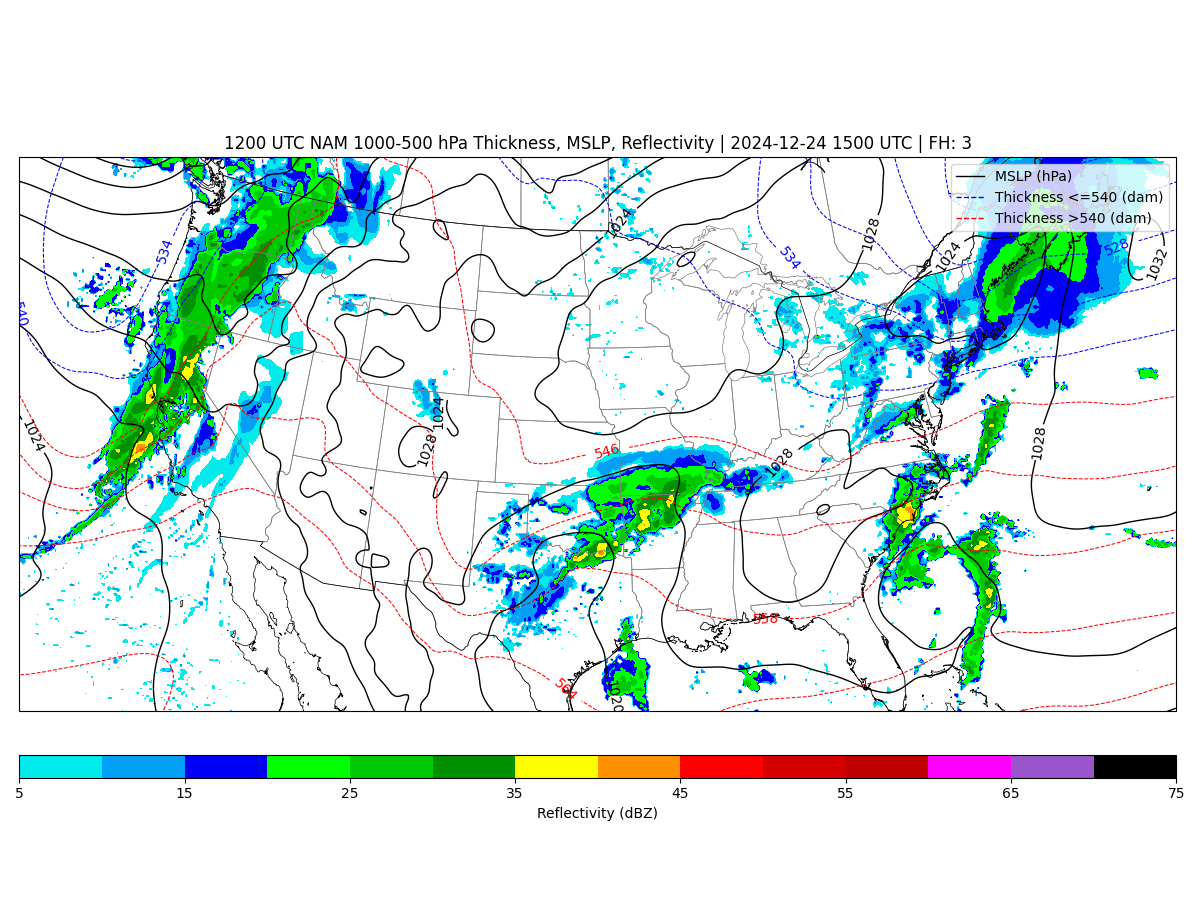 1200 UTC NAM 1000-500 hPa Thickness, MSLP, Reflectivity | 2024-12-24 1500 UTC | FH: 3
MSLP (hPa)
Thickness <=540 (dam)
Thickness >540 (dam)
1024
1028
534
534
1024
528
1032
540
1024
1024
1028
546
1028
1028
558
564
1020
5 15 25 35 45 55 65 75
Reflectivity (dBZ)